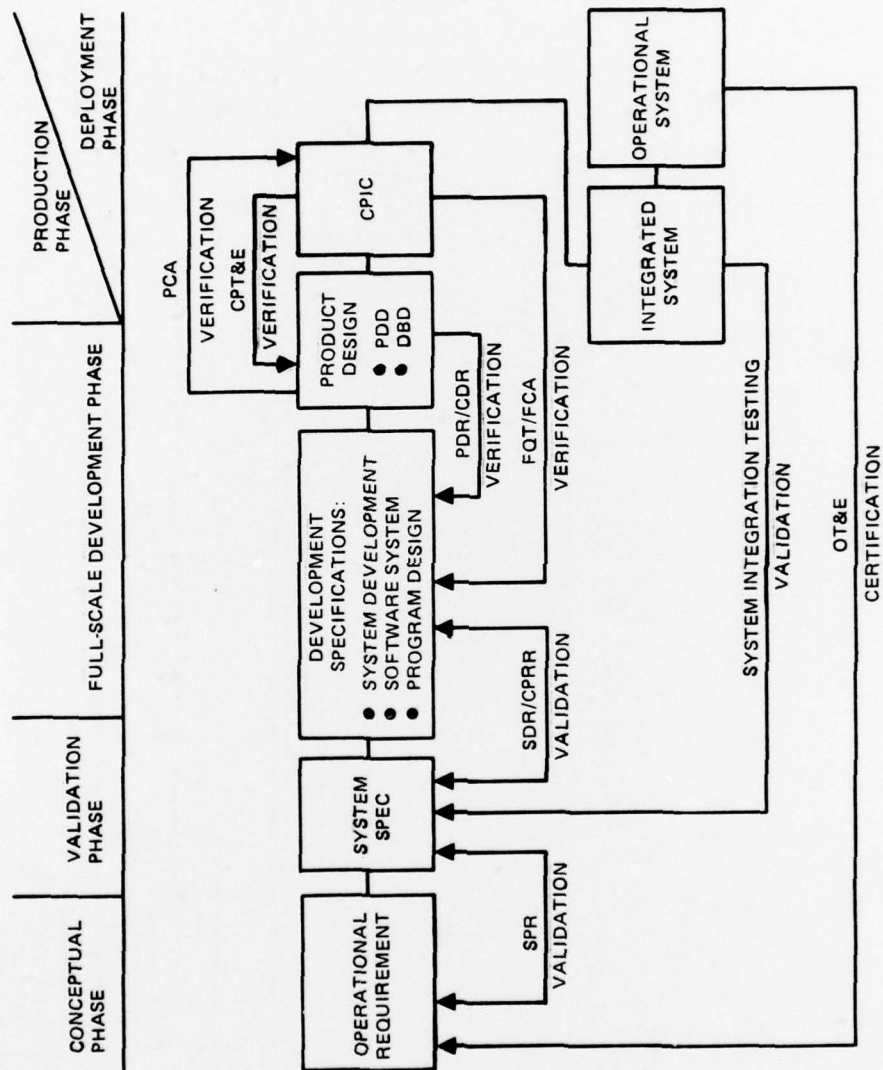 CONCEPTUAL
PHASE
VALIDATION
PHASE
FULL-SCALE DEVELOPMENT PHASE
PRODUCTION
PHASE
DEPLOYMENT
PHASE
PCA
VERIFICATION
CPT&E
VERIFICATION
OPERATIONAL
REQUIREMENT
SYSTEM
SPEC
DEVELOPMENT
SPECIFICATIONS:
● SYSTEM DEVELOPMENT
● SOFTWARE SYSTEM
● PROGRAM DESIGN
PRODUCT
DESIGN
● PDD
● DBD
CPIC
PDR/CDR
VERIFICATION
SPR
VALIDATION
SDR/CPRR
VALIDATION
FQT/FCA
VERIFICATION
INTEGRATED
SYSTEM
OPERATIONAL
SYSTEM
SYSTEM INTEGRATION TESTING
VALIDATION
OT&E
CERTIFICATION